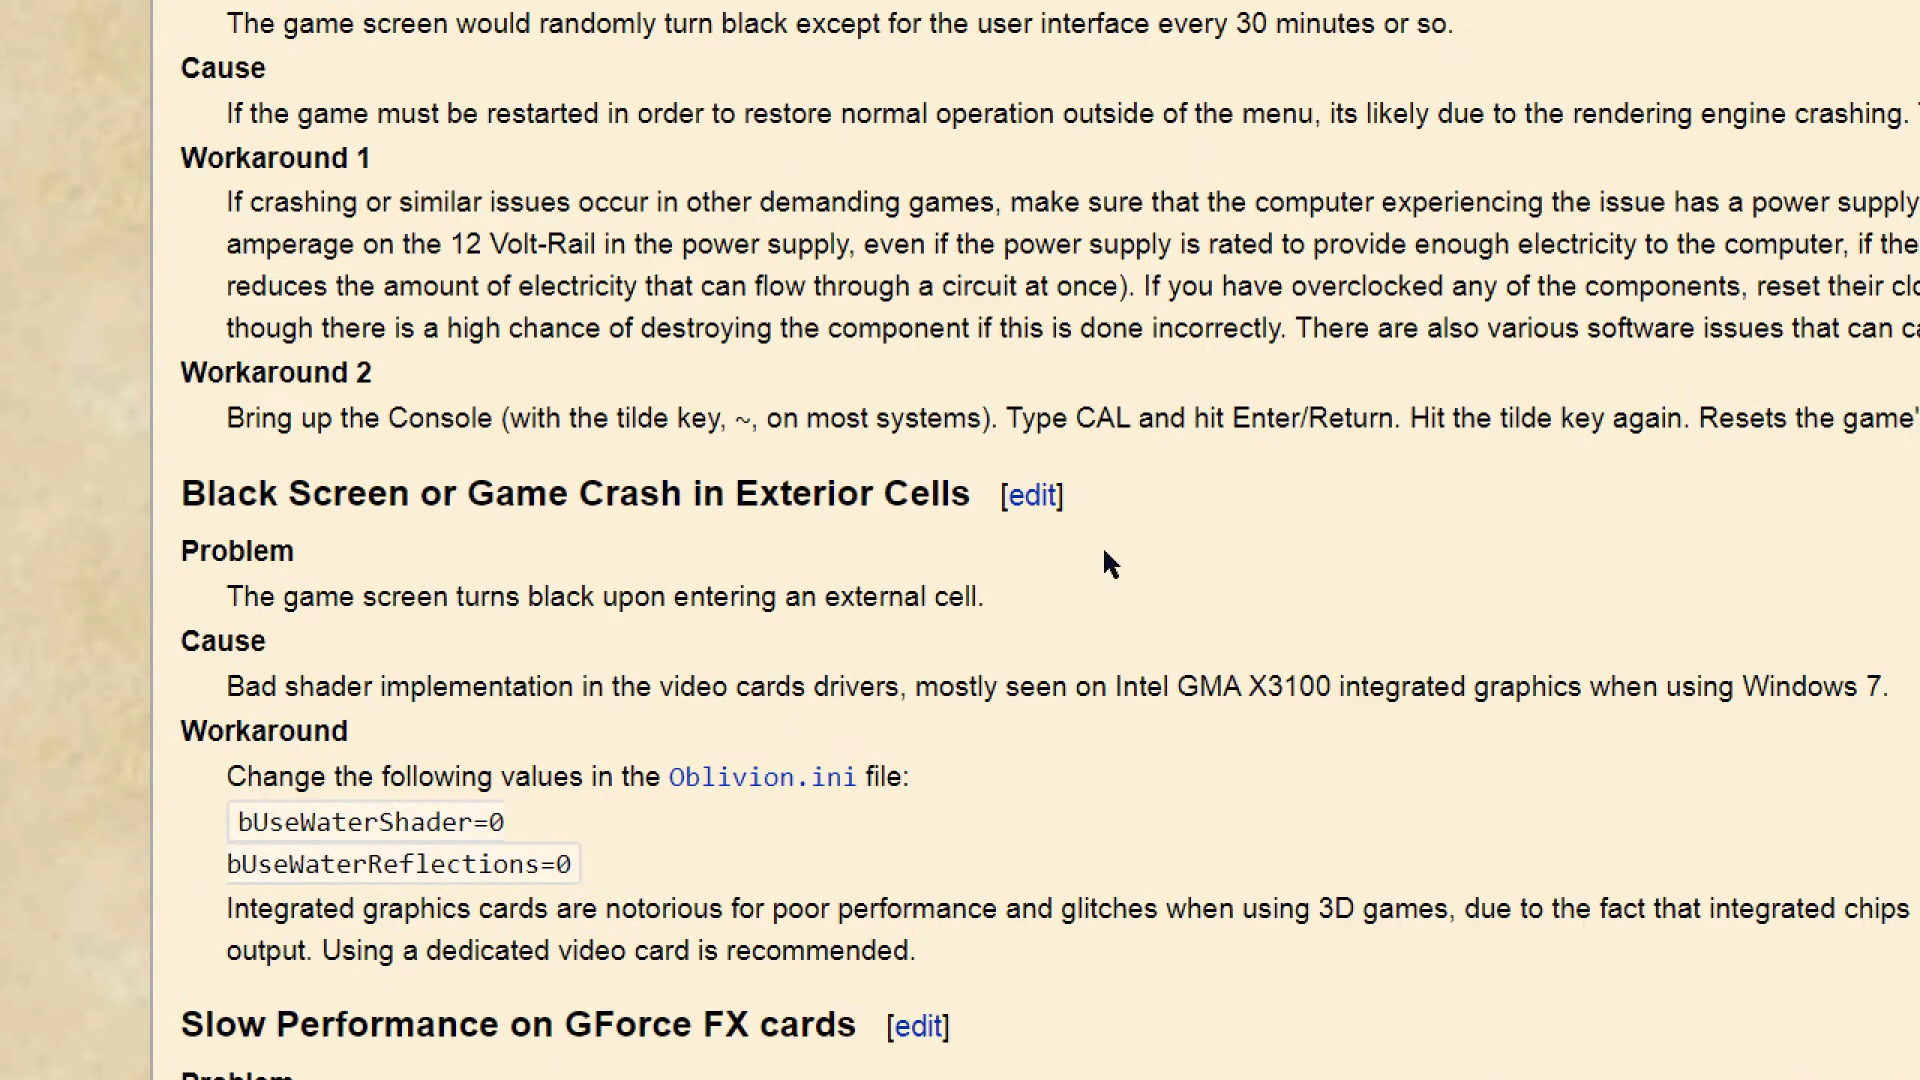 The game screen would randomly turn black except for the user interface every 30 minutes or so.
Cause
If the game must be restarted in order to restore normal operation outside of the menu, its likely due to the rendering engine crashing.
Workaround 1
If crashing or similar issues occur in other demanding games, make sure that the computer experiencing the issue has a power supply
amperage on the 12 Volt-Rail in the power supply, even if the power supply is rated to provide enough electricity to the computer, if the
reduces the amount of electricity that can flow through a circuit at once). If you have overclocked any of the components, reset their
though there is a high chance of destroying the component if this is done incorrectly. There are also various software issues that can
Workaround 2
Bring up the Console (with the tilde key, ~, on most systems). Type CAL and hit Enter/Return. Hit the tilde key again. Resets the game'
Black Screen or Game Crash in Exterior Cells [edit]
Problem
The game screen turns black upon entering an external cell.
Cause
Bad shader implementation in the video cards drivers, mostly seen on Intel GMA X3100 integrated graphics when using Windows 7.
Workaround
Change the following values in the Oblivion.ini file:
bUseWaterShader=0
bUseWaterReflections=0
Integrated graphics cards are notorious for poor performance and glitches when using 3D games, due to the fact that integrated chips
output. Using a dedicated video card is recommended.
Slow Performance on GForce FX cards [edit]
Problem